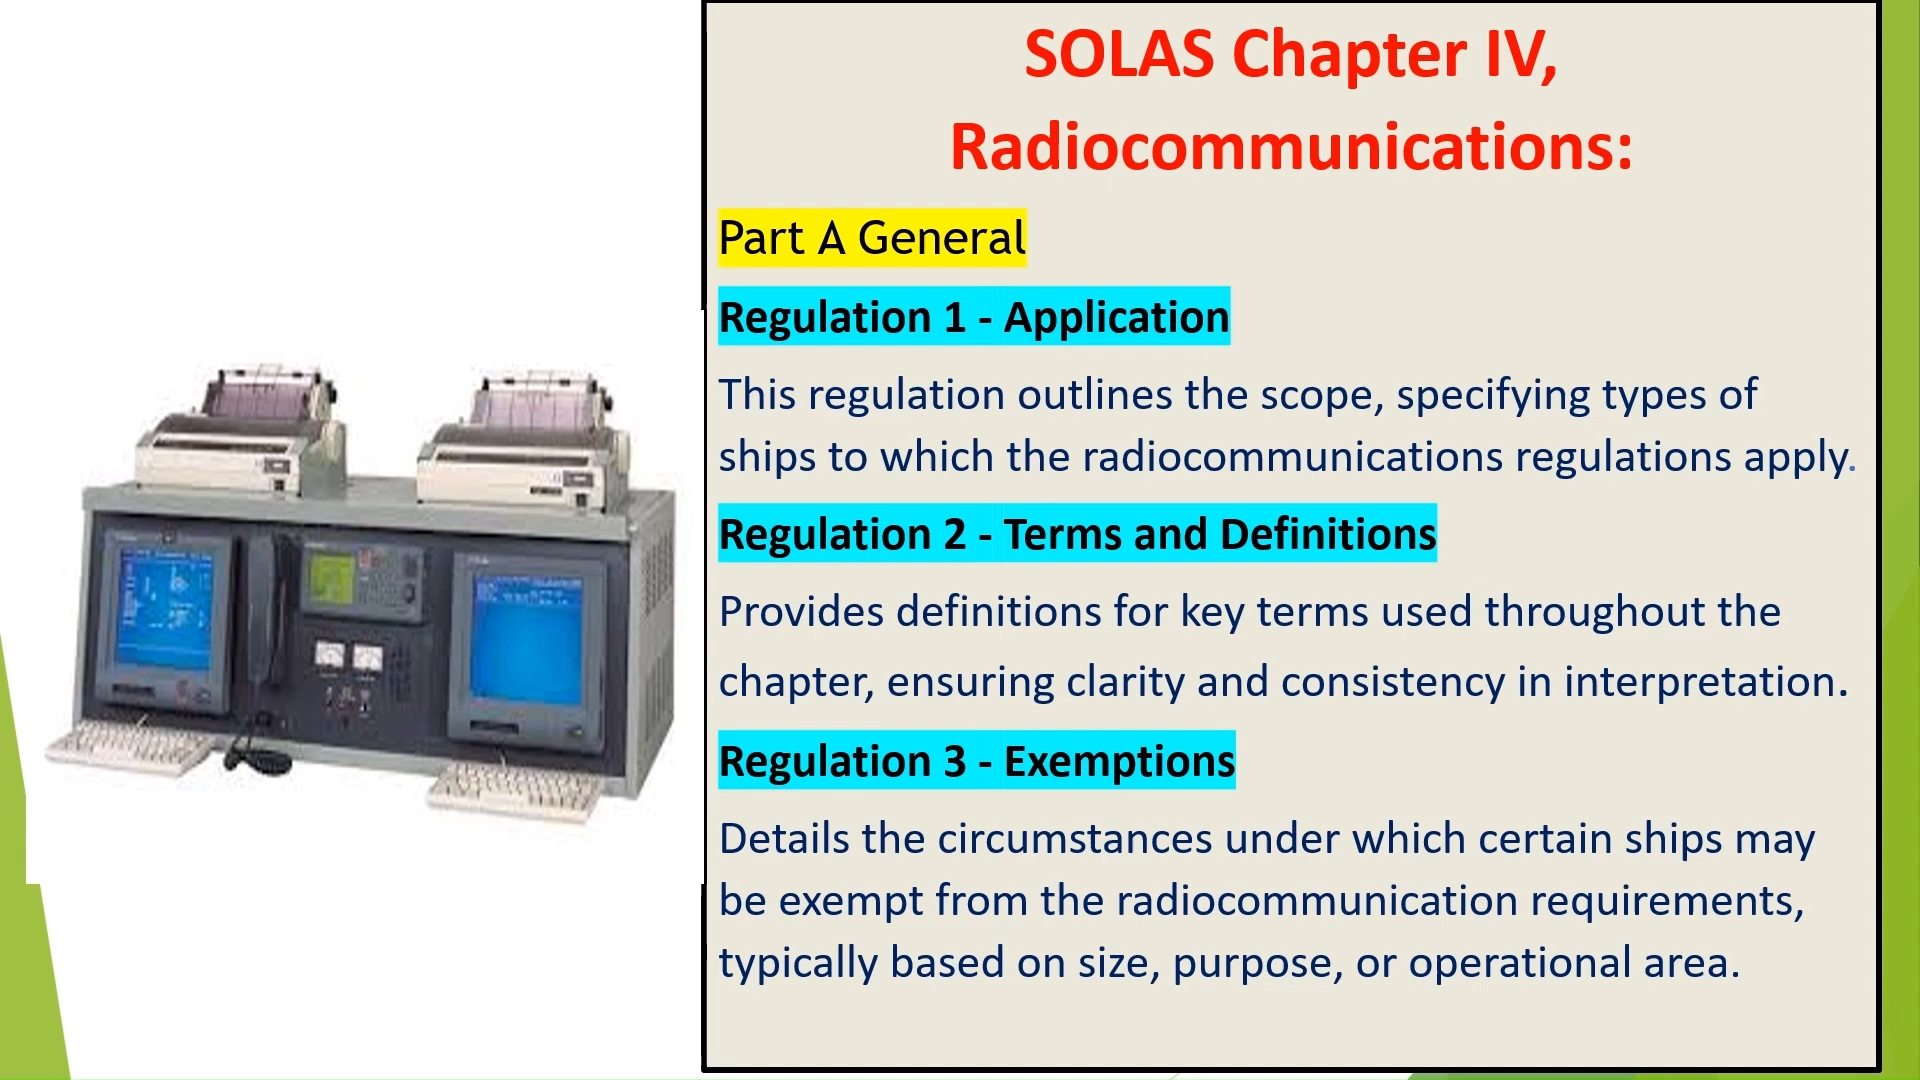 SOLAS Chapter IV,
Radiocommunications:
Part A General
Regulation 1 - Application
This regulation outlines the scope, specifying types of
ships to which the radiocommunications regulations apply.
Regulation 2 - Terms and Definitions
Provides definitions for key terms used throughout the
chapter, ensuring clarity and consistency in interpretation.
Regulation 3 - Exemptions
Details the circumstances under which certain ships may
be exempt from the radiocommunication requirements,
typically based on size, purpose, or operational area.